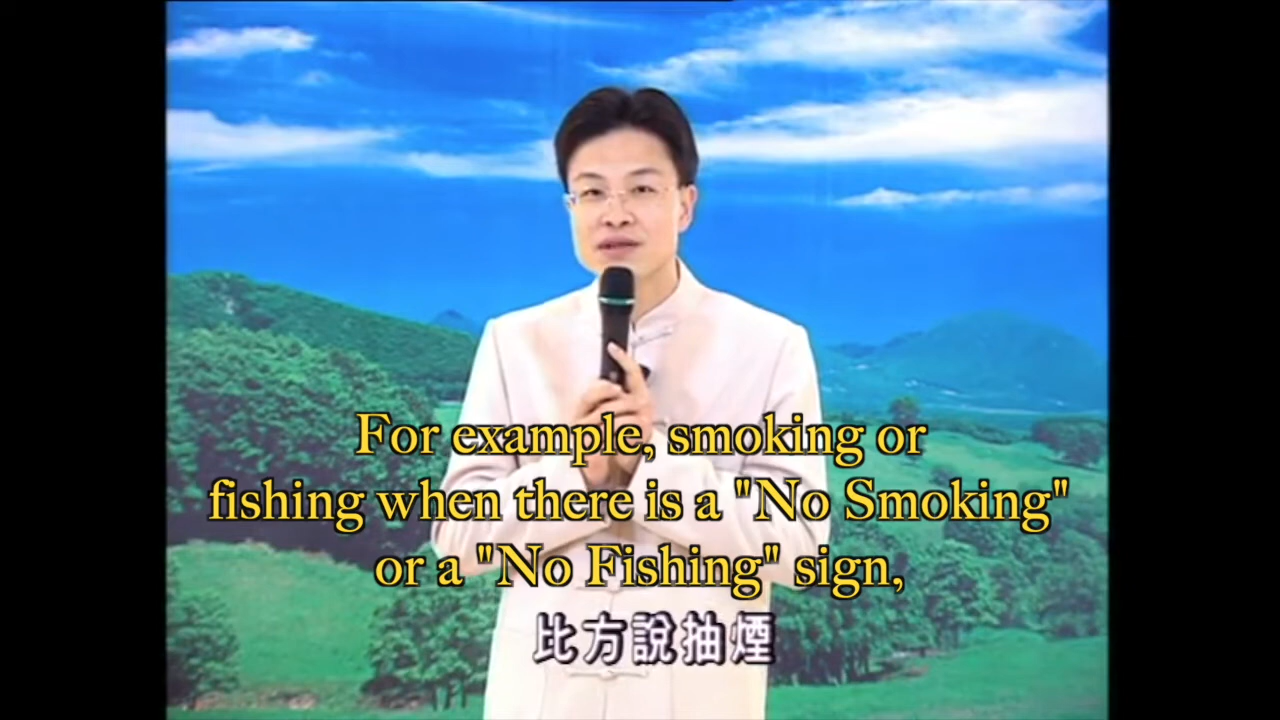 For example, smoking or
fishing when there is a "No Smoking"
or a "No Fishing" sign,
比方說抽煙